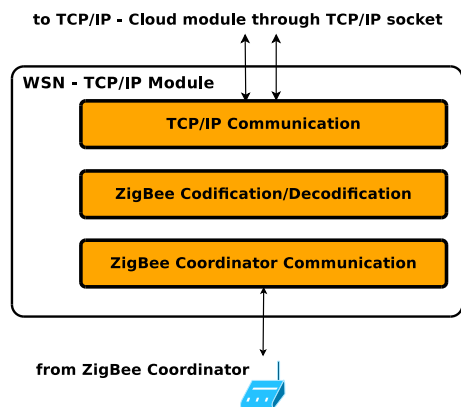 to TCP/IP - Cloud module through TCP/IP socket
WSN - TCP/IP Module
TCP/IP Communication
ZigBee Codification/Decodification
ZigBee Coordinator Communication
from ZigBee Coordinator